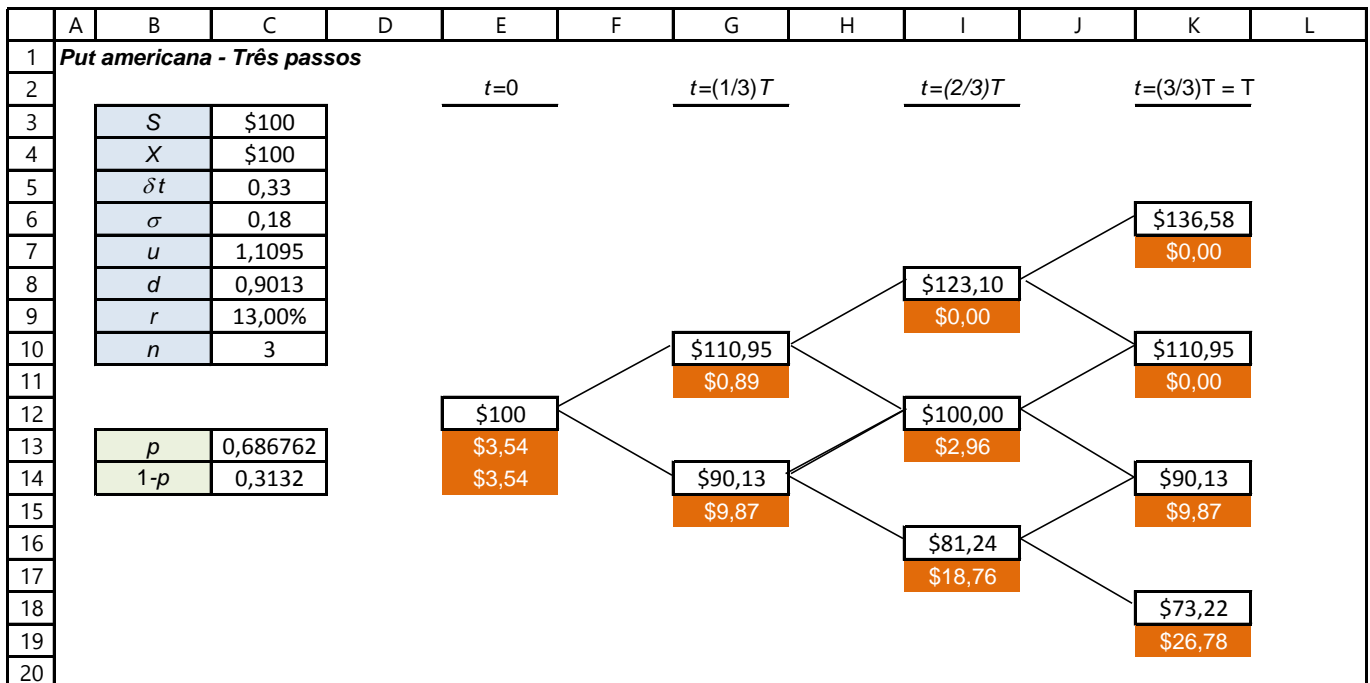 A B C D E F G H I J K L
1 Put americana - Três passos
2 t=0 t=(1/3)T t=(2/3)T t=(3/3)T = T
3 S $100
4 X $100
5 δt 0,33
6 σ 0,18 $136,58
7 u 1,1095 $0,00
8 d 0,9013 $123,10
9 r 13,00% $0,00
10 n 3 $110,95 $110,95
11 $0,89 $0,00
12 $100 $100,00
13 p 0,686762 $3,54 $2,96
14 1-p 0,3132 $3,54 $90,13 $90,13
15 $9,87 $9,87
16 $81,24
17 $18,76
18 $73,22
19 $26,78
20